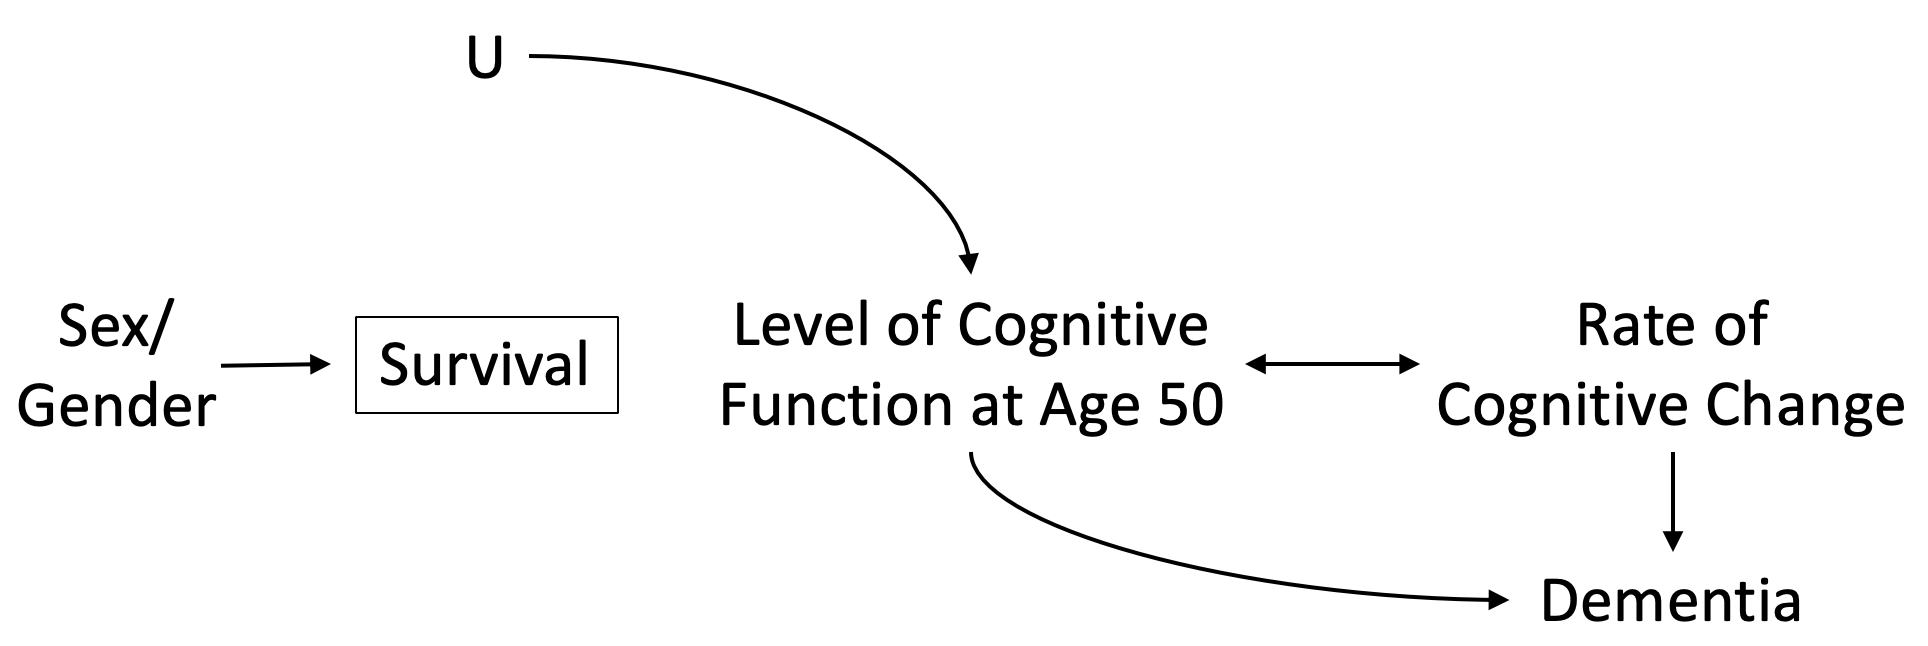 U
Sex/
Gender
Survival
Level of Cognitive
Function at Age 50
Rate of
Cognitive Change
Dementia